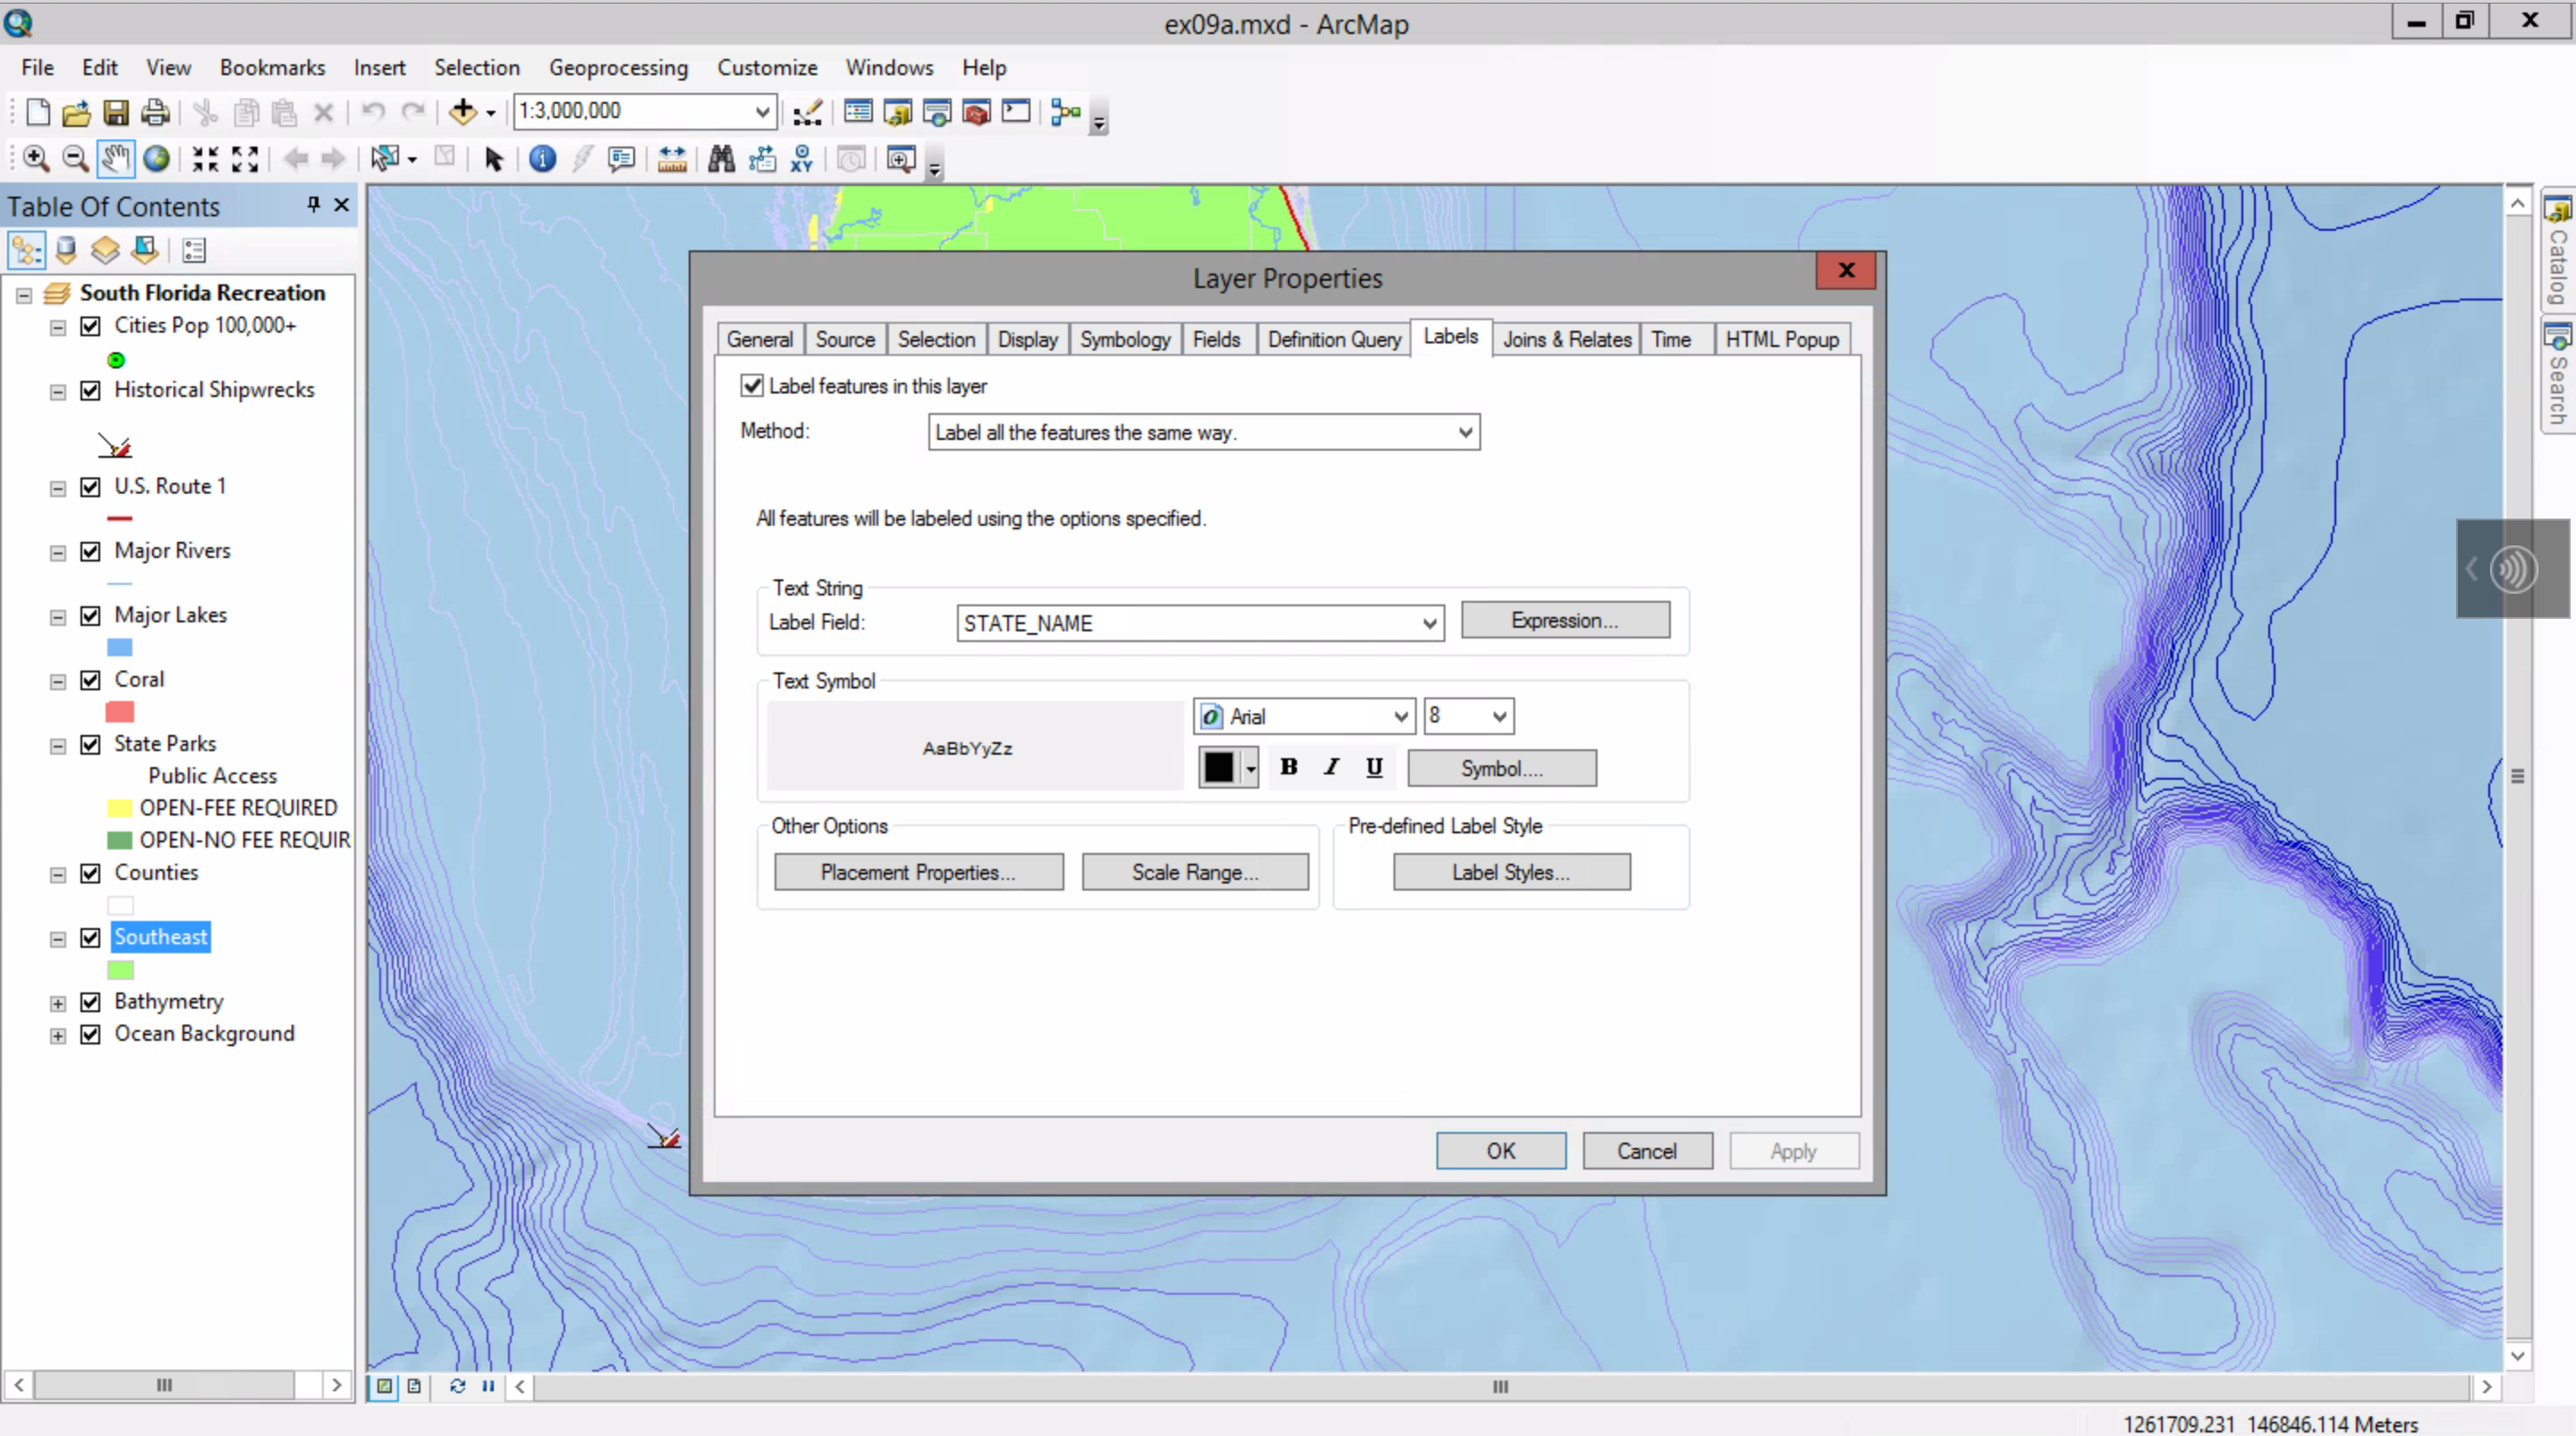 ex09a.mxd - ArcMap
File Edit View Bookmarks Insert Selection Geoprocessing Customize Windows Help
1:3,000,000
XY
Table Of Contents
South Florida Recreation
Cities Pop 100,000+
Historical Shipwrecks
U.S. Route 1
Major Rivers
Major Lakes
Coral
State Parks
Public Access
OPEN-FEE REQUIRED
OPEN-NO FEE REQUIR
Counties
Southeast
Bathymetry
Ocean Background
Layer Properties
General Source Selection Display Symbology Fields Definition Query Labels Joins & Relates Time HTML Popup
Label features in this layer
Method: Label all the features the same way.
All features will be labeled using the options specified.
Text String
Label Field: STATE_NAME Expression...
Text Symbol
AaBbYyZz
Arial 8
B I U Symbol....
Other Options
Placement Properties... Scale Range...
Pre-defined Label Style
Label Styles...
OK Cancel Apply
Catalog
Search
1261709.231 146846.114 Meters